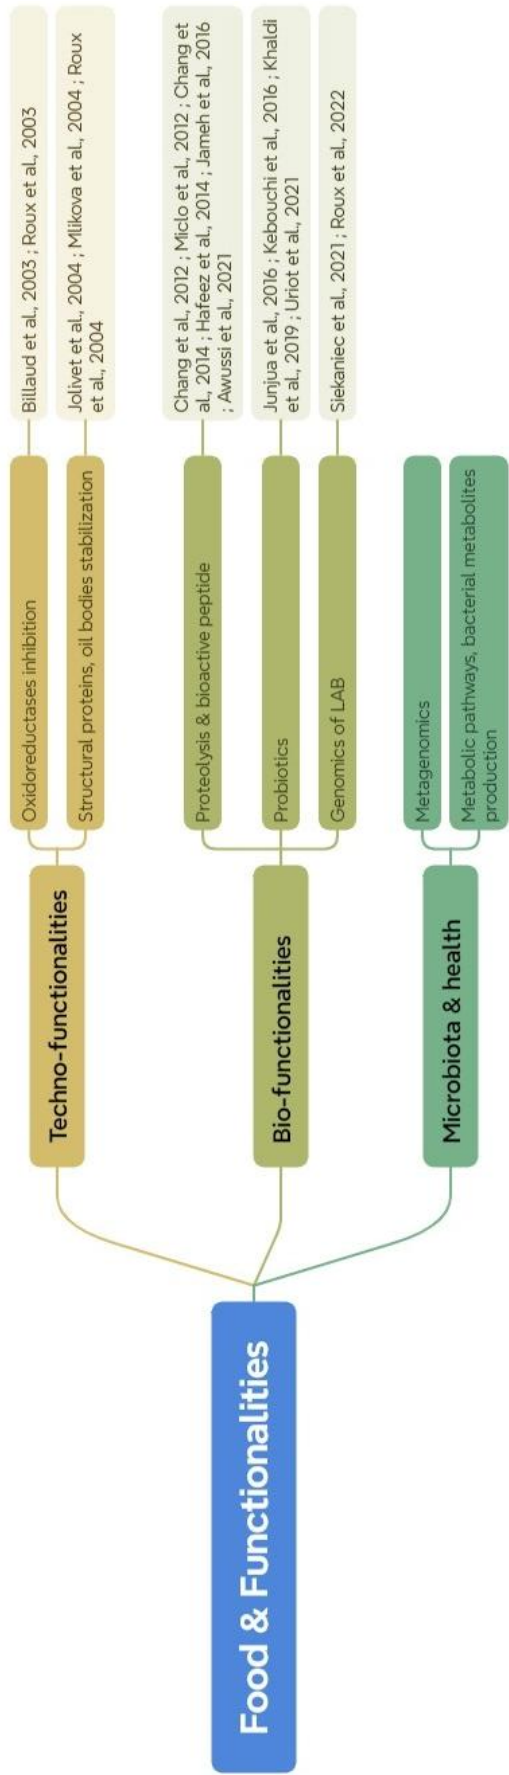 Food & Functionalities
Techno-functionalities
Oxidoreductases inhibition
Billaud et al., 2003 ; Roux et al., 2003
Structural proteins, oil bodies stabilization
Jolivet et al., 2004 ; Mlikova et al., 2004 ; Roux
et al., 2004
Bio-functionalities
Proteolysis & bioactive peptide
Chang et al., 2012 ; Miclo et al., 2012 ; Chang et
al., 2014 ; Hafeez et al., 2014 ; Jameh et al., 2016
; Awussi et al., 2021
Probiotics
Junjua et al., 2016 ; Kebouchi et al., 2016 ; Khaldi
et al., 2019 ; Uriot et al., 2021
Genomics of LAB
Siekaniec et al., 2021 ; Roux et al., 2022
Microbiota & health
Metagenomics
Metabolic pathways, bacterial metabolites
production